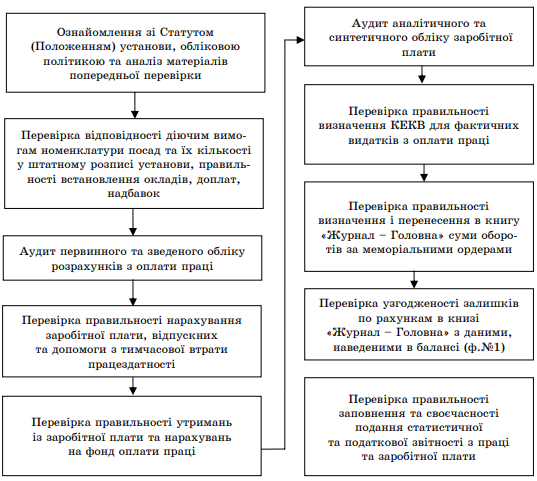 Ознайомлення зі Статутом
(Положенням) установи, обліковою
політикою та аналіз матеріалів
попередньої перевірки
Перевірка відповідності діючим вимо-
гам номенклатури посад та їх кількості
у штатному розписі установи, правиль-
ності встановлення окладів, доплат,
надбавок
Аудит первинного та зведеного обліку
розрахунків з оплати праці
Перевірка правильності нарахування
заробітної плати, відпускних
та допомоги з тимчасової втрати
працездатності
Перевірка правильності утримань
із заробітної плати та нарахувань
на фонд оплати праці
Аудит аналітичного та
синтетичного обліку заробітної
плати
Перевірка правильності
визначення КЕКВ для фактичних
видатків з оплати праці
Перевірка правильності
визначення і перенесення в книгу
«Журнал – Головна» суми оборо-
тів за меморіальними ордерами
Перевірка узгодженості залишків
по рахункам в книзі
«Журнал – Головна» з даними,
наведеними в балансі (ф.№1)
Перевірка правильності
заповнення та своєчасності
подання статистичної
та податкової звітності з праці
та заробітної плати